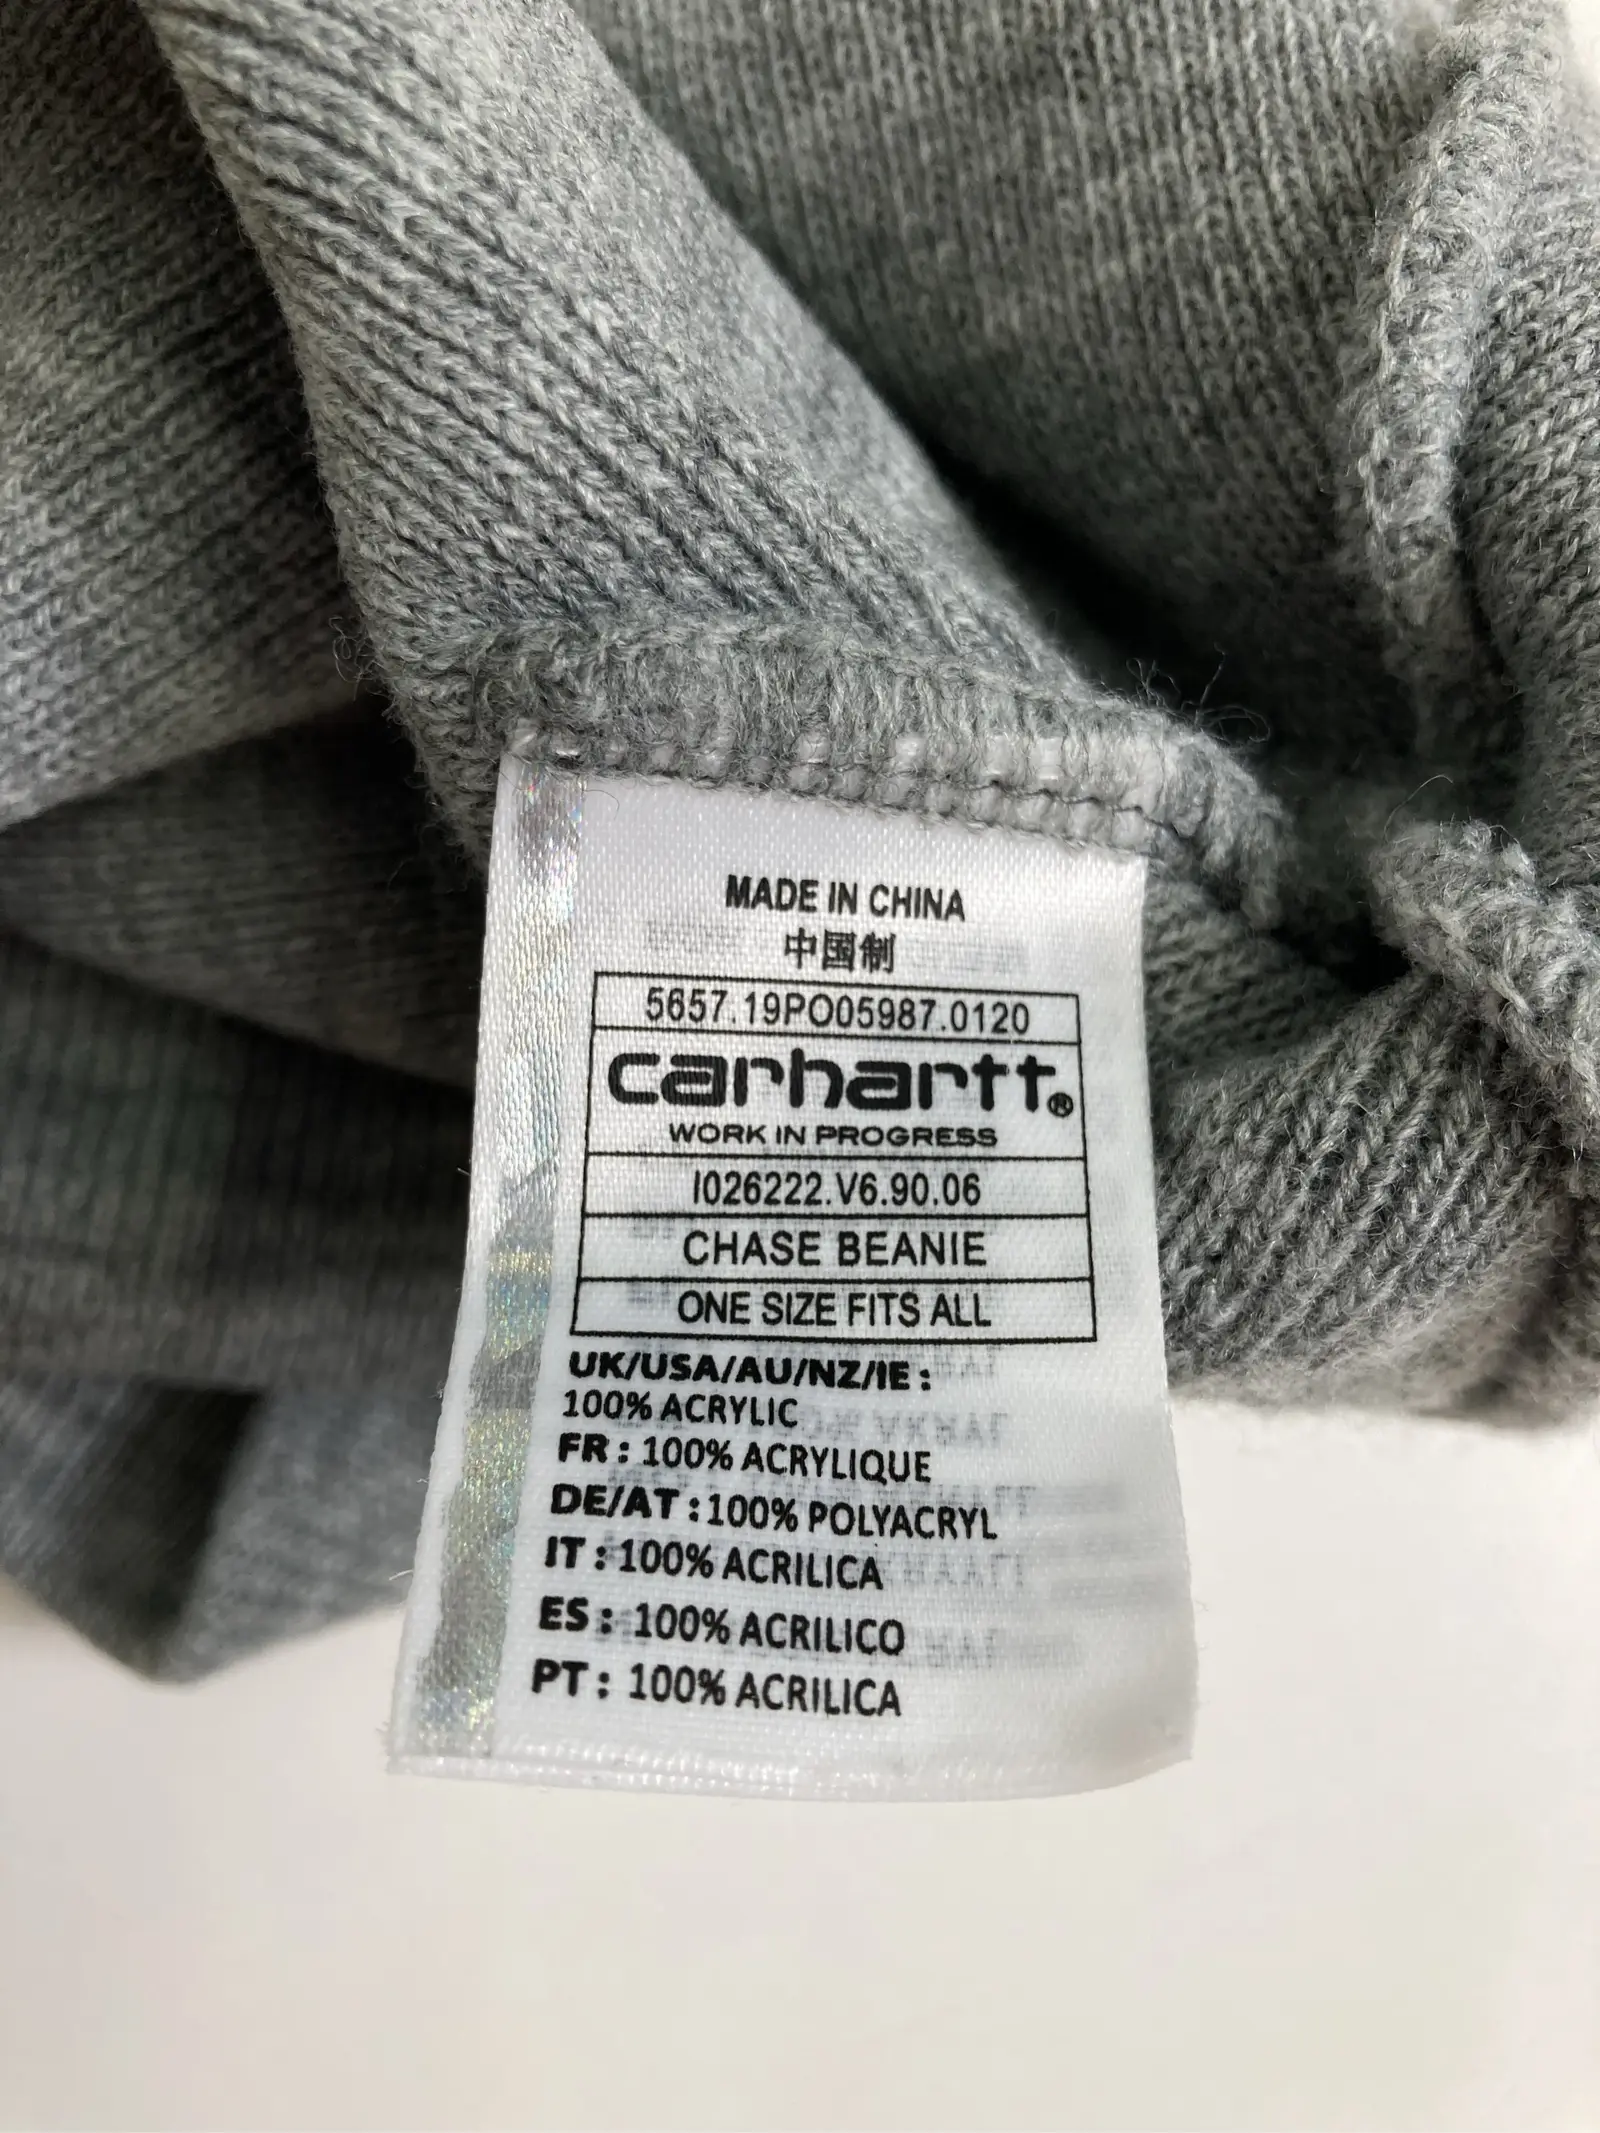 MADE IN CHINA
中国制
5657.19PO05987.0120
carhartt®
WORK IN PROGRESS
I026222.V6.90.06
CHASE BEANIE
ONE SIZE FITS ALL
UK/USA/AU/NZ/IE :
100% ACRYLIC
FR : 100% ACRYLIQUE
DE/AT : 100% POLYACRYL
IT : 100% ACRILICA
ES : 100% ACRILICO
PT : 100% ACRILICA